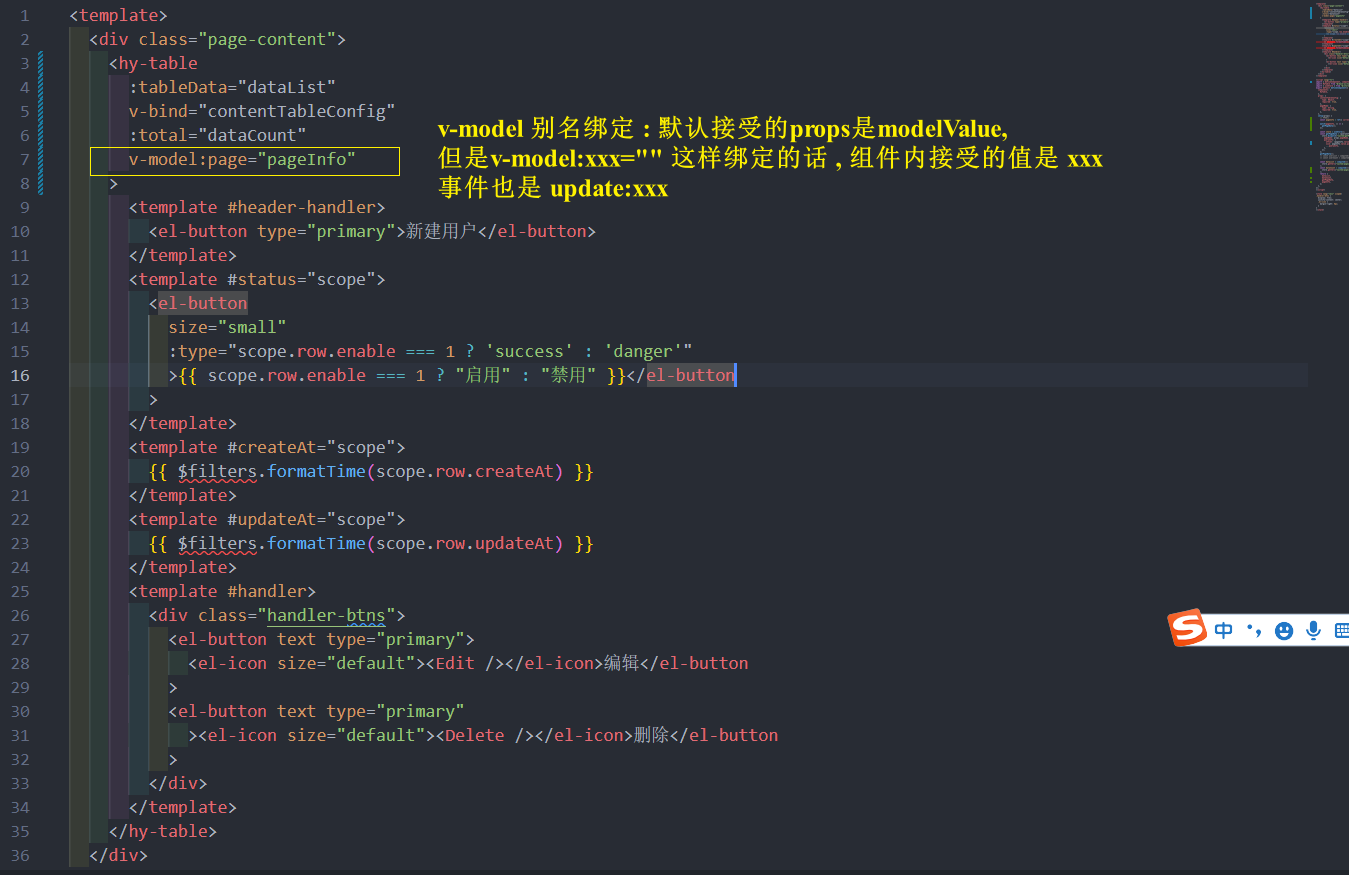 1 <template>
2 <div class="page-content">
3 <hy-table
4 :tableData="dataList"
5 v-bind="contentTableConfig"
6 :total="dataCount"
7 v-model:page="pageInfo"
8 >
v-model 别名绑定 : 默认接受的props是modelValue,
但是v-model:xxx="" 这样绑定的话 , 组件内接受的值是 xxx
事件也是 update:xxx
9 <template #header-handler>
10 <el-button type="primary">新建用户</el-button>
11 </template>
12 <template #status="scope">
13 <el-button
14 size="small"
15 :type="scope.row.enable === 1 ? 'success' : 'danger'"
16 >{{ scope.row.enable === 1 ? "启用" : "禁用" }}</el-button
17 >
18 </template>
19 <template #createAt="scope">
20 {{ $filters.formatTime(scope.row.createAt) }}
21 </template>
22 <template #updateAt="scope">
23 {{ $filters.formatTime(scope.row.updateAt) }}
24 </template>
25 <template #handler>
26 <div class="handler-btns">
27 <el-button text type="primary">
28 <el-icon size="default"><Edit /></el-icon>编辑</el-button
29 >
30 <el-button text type="primary"
31 ><el-icon size="default"><Delete /></el-icon>删除</el-button
32 >
33 </div>
34 </template>
35 </hy-table>
36 </div>
S 中